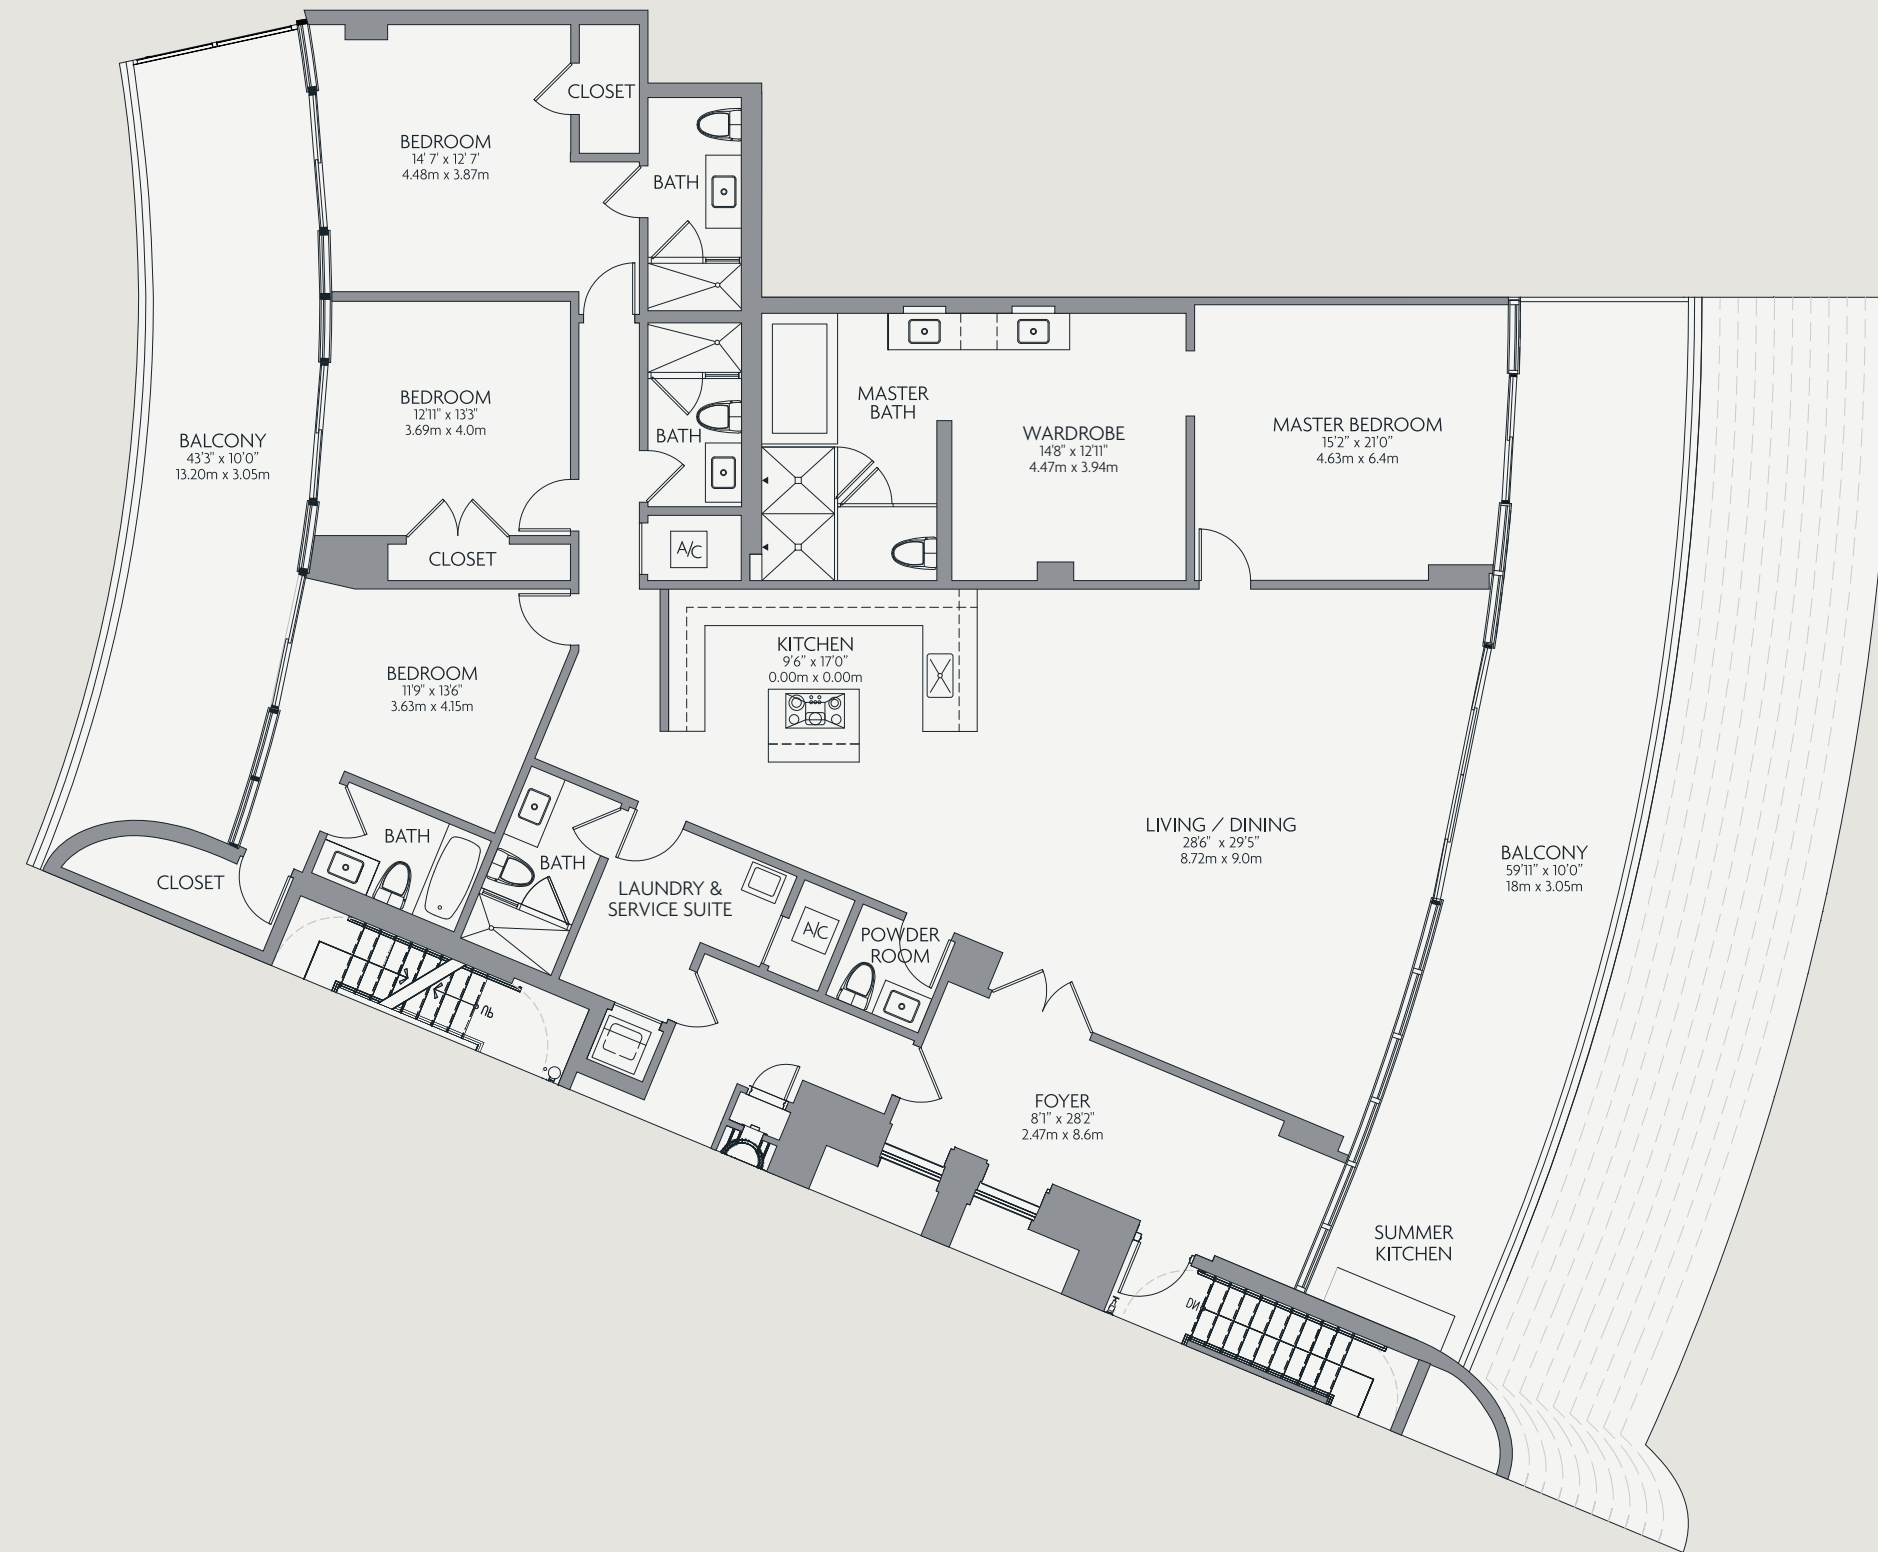 CLOSET
BEDROOM
14' 7' x 12' 7'
4.48m x 3.87m
BATH
BEDROOM
12'11" x 13'3"
3.69m x 4.0m
BATH
MASTER
BATH
WARDROBE
14'8" x 12'11"
4.47m x 3.94m
MASTER BEDROOM
15'2" x 21'0"
4.63m x 6.4m
BALCONY
43'3" x 10'0"
13.20m x 3.05m
A/C
CLOSET
KITCHEN
9'6" x 17'0"
0.00m x 0.00m
BEDROOM
11'9" x 13'6"
3.63m x 4.15m
LIVING / DINING
28'6" x 29'5"
8.72m x 9.0m
BATH
BATH
BALCONY
59'11" x 10'0"
18m x 3.05m
CLOSET
LAUNDRY &
SERVICE SUITE
A/C
POWDER
ROOM
UP
FOYER
8'1" x 28'2"
2.47m x 8.6m
SUMMER
KITCHEN
DN